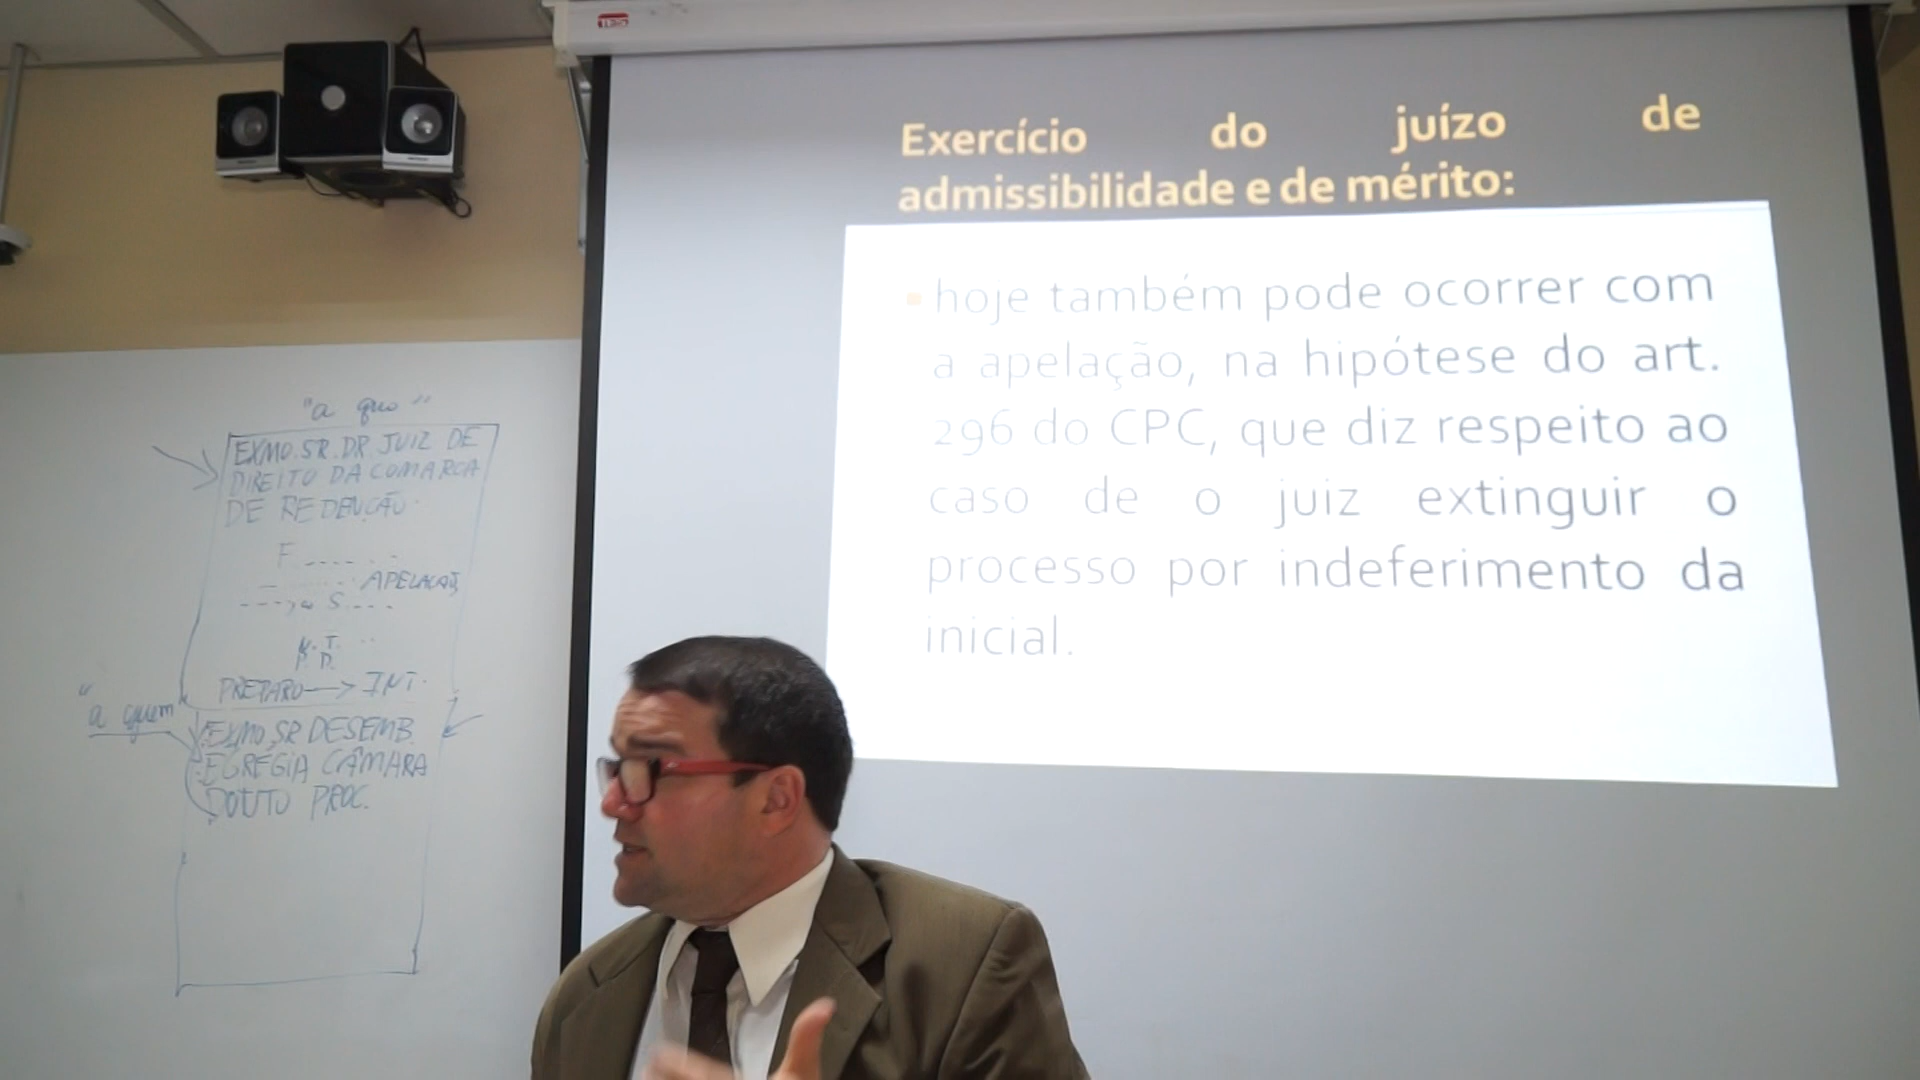 TES
Exercício do juízo de
admissibilidade e de mérito:
hoje também pode ocorrer com
a apelação, na hipótese do art.
296 do CPC, que diz respeito ao
caso de o juiz extinguir o
processo por indeferimento da
inicial.
"a quo"
EXMO. SR. DR. JUIZ DE
DIREITO DA COMARCA
DE REDENÇÃO
F
APELAÇÃO
S
P. D.
PREPARO → INT.
"a quem
EXMO. SR DESEMB.
EGRÉGIA CÂMARA
DOUTO PROC.